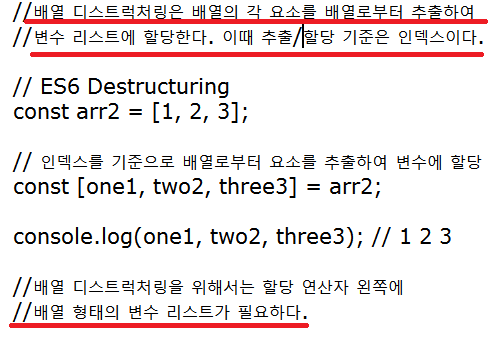 //배열 디스트럭처링은 배열의 각 요소를 배열로부터 추출하여
//변수 리스트에 할당한다. 이때 추출/할당 기준은 인덱스이다.
// ES6 Destructuring
const arr2 = [1, 2, 3];
// 인덱스를 기준으로 배열로부터 요소를 추출하여 변수에 할당
const [one1, two2, three3] = arr2;
console.log(one1, two2, three3); // 1 2 3
//배열 디스트럭처링을 위해서는 할당 연산자 왼쪽에
//배열 형태의 변수 리스트가 필요하다.